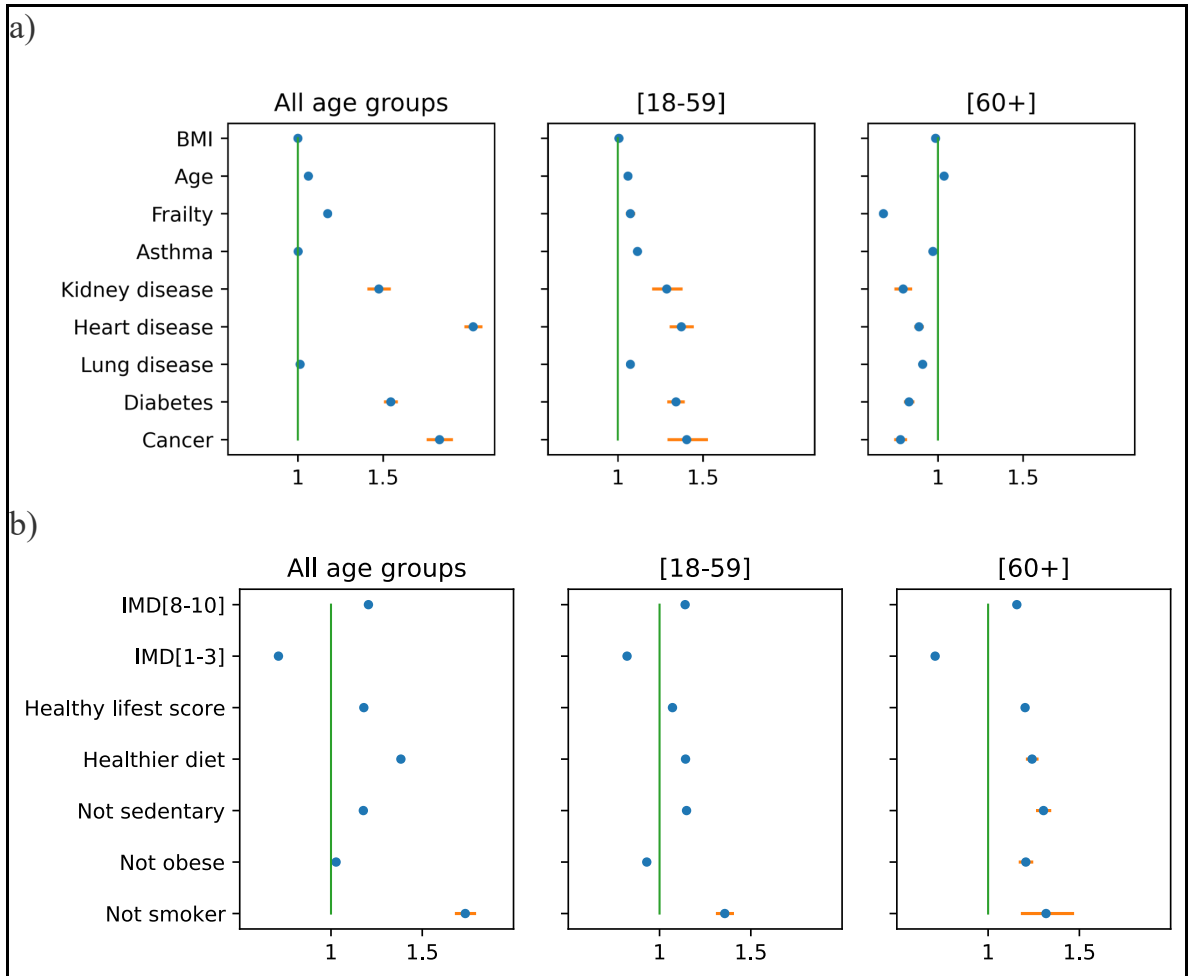 a)
All age groups [18-59] [60+]
BMI
Age
Frailty
Asthma
Kidney disease
Heart disease
Lung disease
Diabetes
Cancer
1 1.5 1 1.5 1 1.5
b)
All age groups [18-59] [60+]
IMD[8-10]
IMD[1-3]
Healthy lifest score
Healthier diet
Not sedentary
Not obese
Not smoker
1 1.5 1 1.5 1 1.5